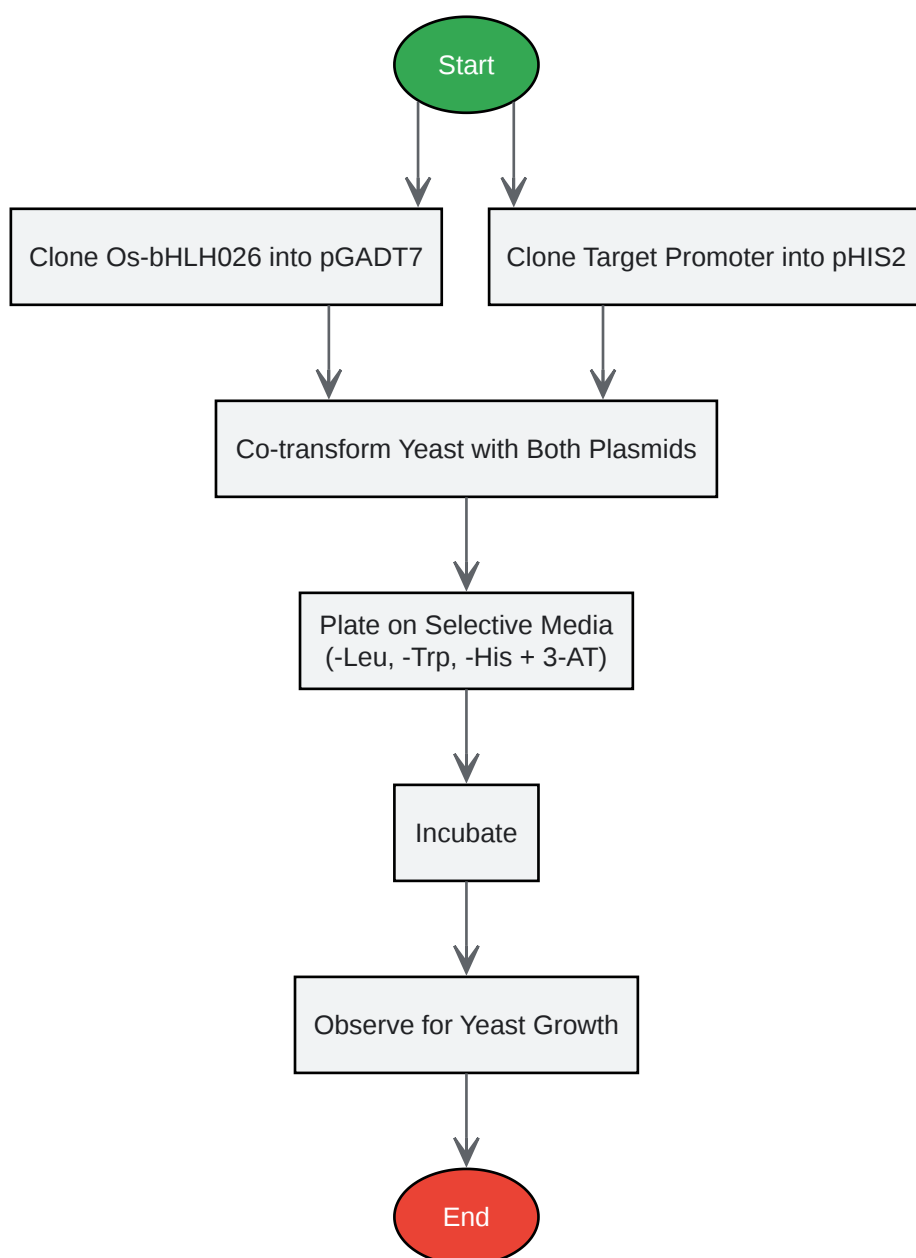 Start
Clone Os-bHLH026 into pGADT7
Clone Target Promoter into pHIS2
Co-transform Yeast with Both Plasmids
Plate on Selective Media
(-Leu, -Trp, -His + 3-AT)
Incubate
Observe for Yeast Growth
End